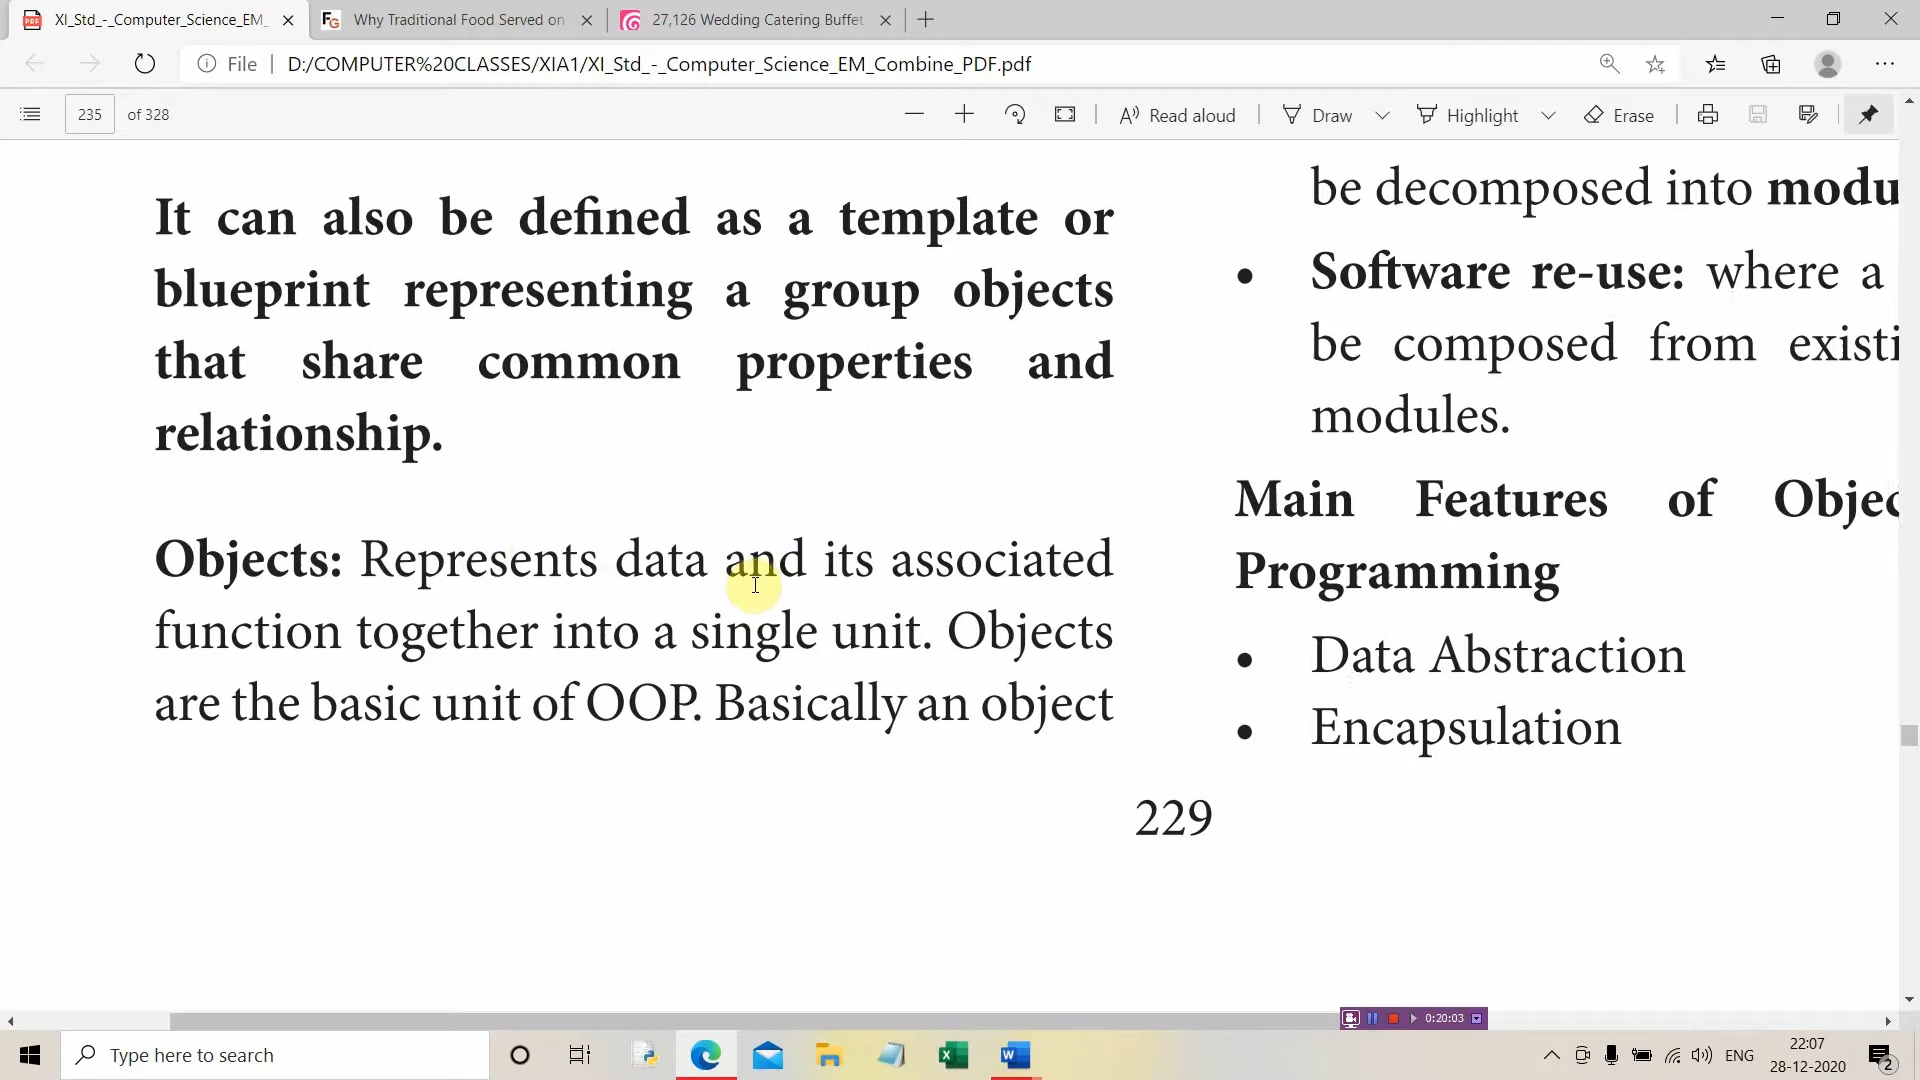 XI_Std_-_Computer_Science_EM_
Why Traditional Food Served on
27,126 Wedding Catering Buffet
File
D:/COMPUTER%20CLASSES/XIA1/XI_Std_-_Computer_Science_EM_Combine_PDF.pdf
235 of 328
Read aloud
Draw
Highlight
Erase
It can also be defined as a template or
blueprint representing a group objects
that share common properties and
relationship.
Objects: Represents data and its associated
function together into a single unit. Objects
are the basic unit of OOP. Basically an object
be decomposed into modu
• Software re-use: where a
be composed from existi
modules.
Main Features of Objec
Programming
• Data Abstraction
• Encapsulation
229
0:20:03
Type here to search
ENG
22:07
28-12-2020
2